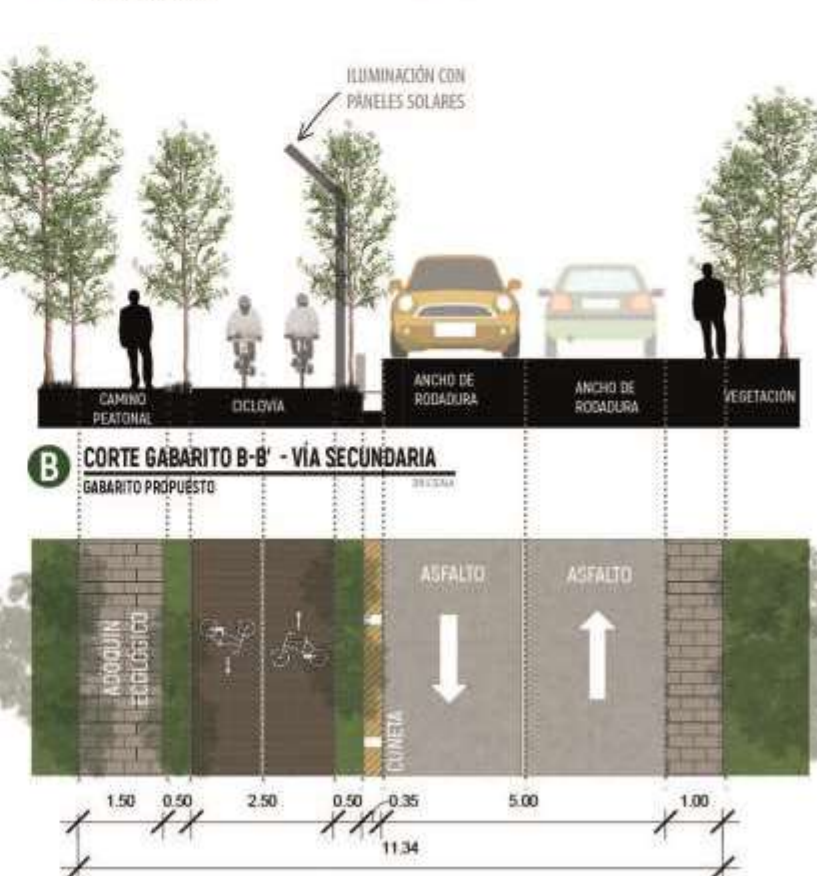 ILUMINACIÓN CON
PÁNELES SOLARES
CAMINO
PEATONAL
CICLOVÍA
ANCHO DE
RODADURA
ANCHO DE
RODADURA
VEGETACIÓN
B
CORTE GABARITO B-B' - VÍA SECUNDARIA
GABARITO PROPUESTO
ADOQUIN
ECOLÓGICO
CUNETA
ASFALTO
ASFALTO
1.50 0.50 2.50 0.50 0.35 5.00 1.00
11.34